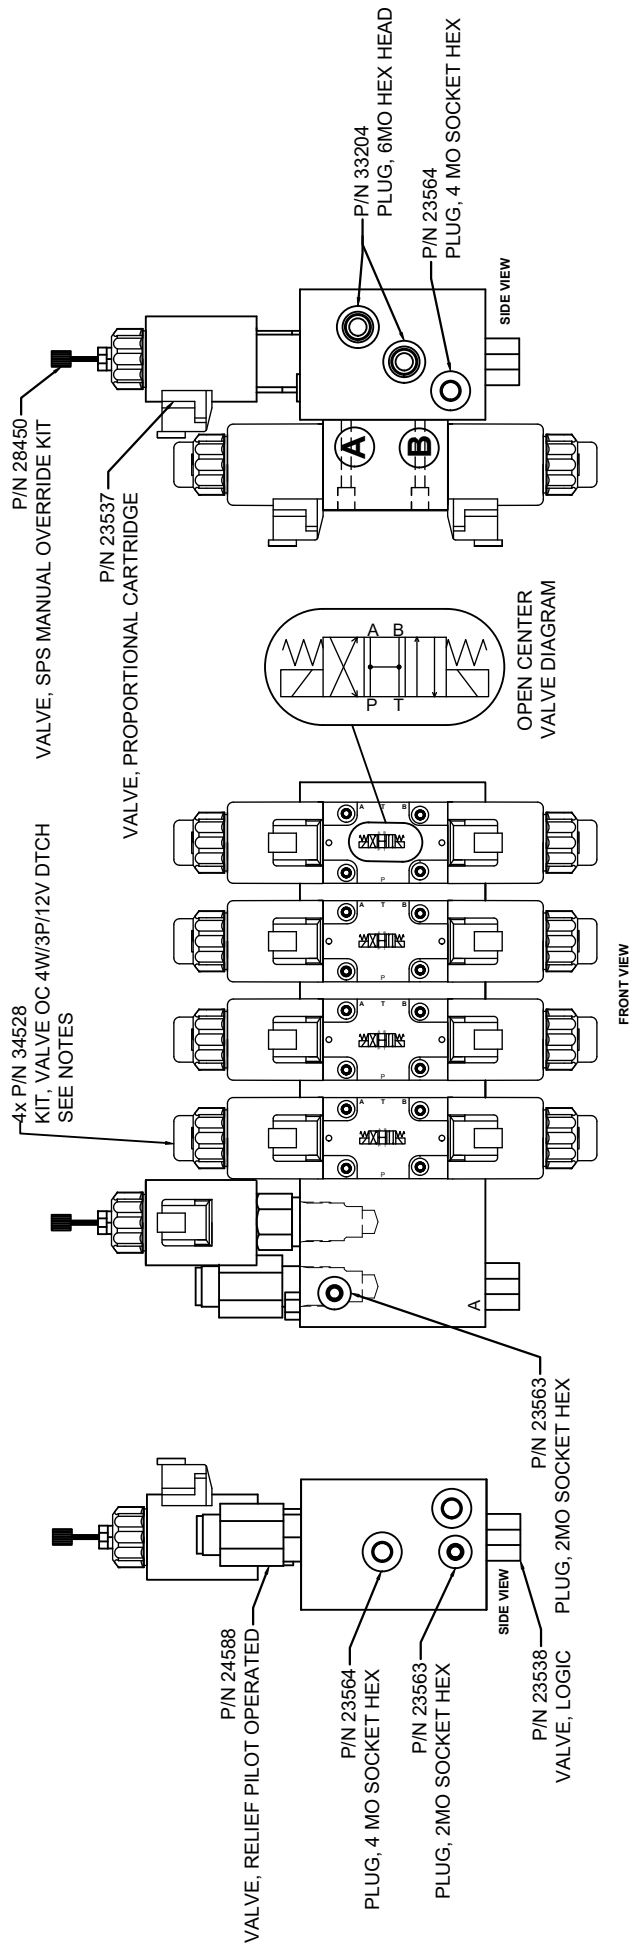 P/N 24588
VALVE, RELIEF PILOT OPERATED
P/N 23564
PLUG, 4 MO SOCKET HEX
P/N 23563
PLUG, 2MO SOCKET HEX
SIDE VIEW
P/N 23538
VALVE, LOGIC
P/N 23563
PLUG, 2MO SOCKET HEX
4x P/N 34528
KIT, VALVE OC 4W/3P/12V DTCH
SEE NOTES
A
A T B
P
A T B
P
A T B
P
A T B
P
FRONT VIEW
A B
P T
OPEN CENTER
VALVE DIAGRAM
P/N 28450
VALVE, SPS MANUAL OVERRIDE KIT
P/N 23537
VALVE, PROPORTIONAL CARTRIDGE
A
B
P/N 33204
PLUG, 6MO HEX HEAD
P/N 23564
PLUG, 4 MO SOCKET HEX
SIDE VIEW